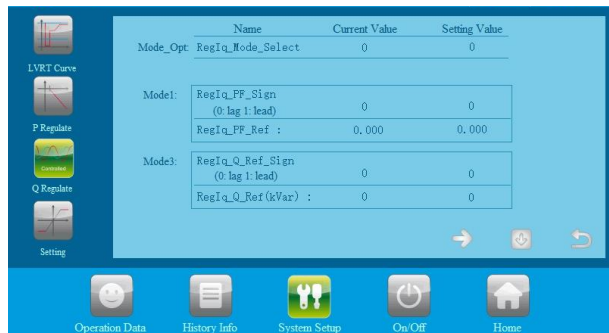 Name Current Value Setting Value
Mode_Opt: RegIq_Mode_Select 0 0
LVRT Curve
Mode1: RegIq_PF_Sign
(0: lag 1: lead) 0 0
P Regulate
RegIq_PF_Ref : 0.000 0.000
Mode3: RegIq_Q_Ref_Sign
(0: lag 1: lead) 0 0
Controlled
Q Regulate
RegIq_Q_Ref(kVar) : 0 0
Setting
Operation Data History Info System Setup On/Off Home